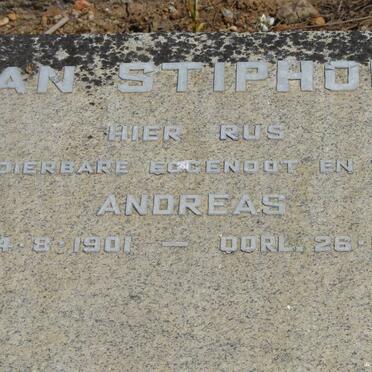 AN STIPHO
HIER RUS
DIERBARE EGGENOOT EN
ANDREAS
4.8.1901 — OORL. 26.